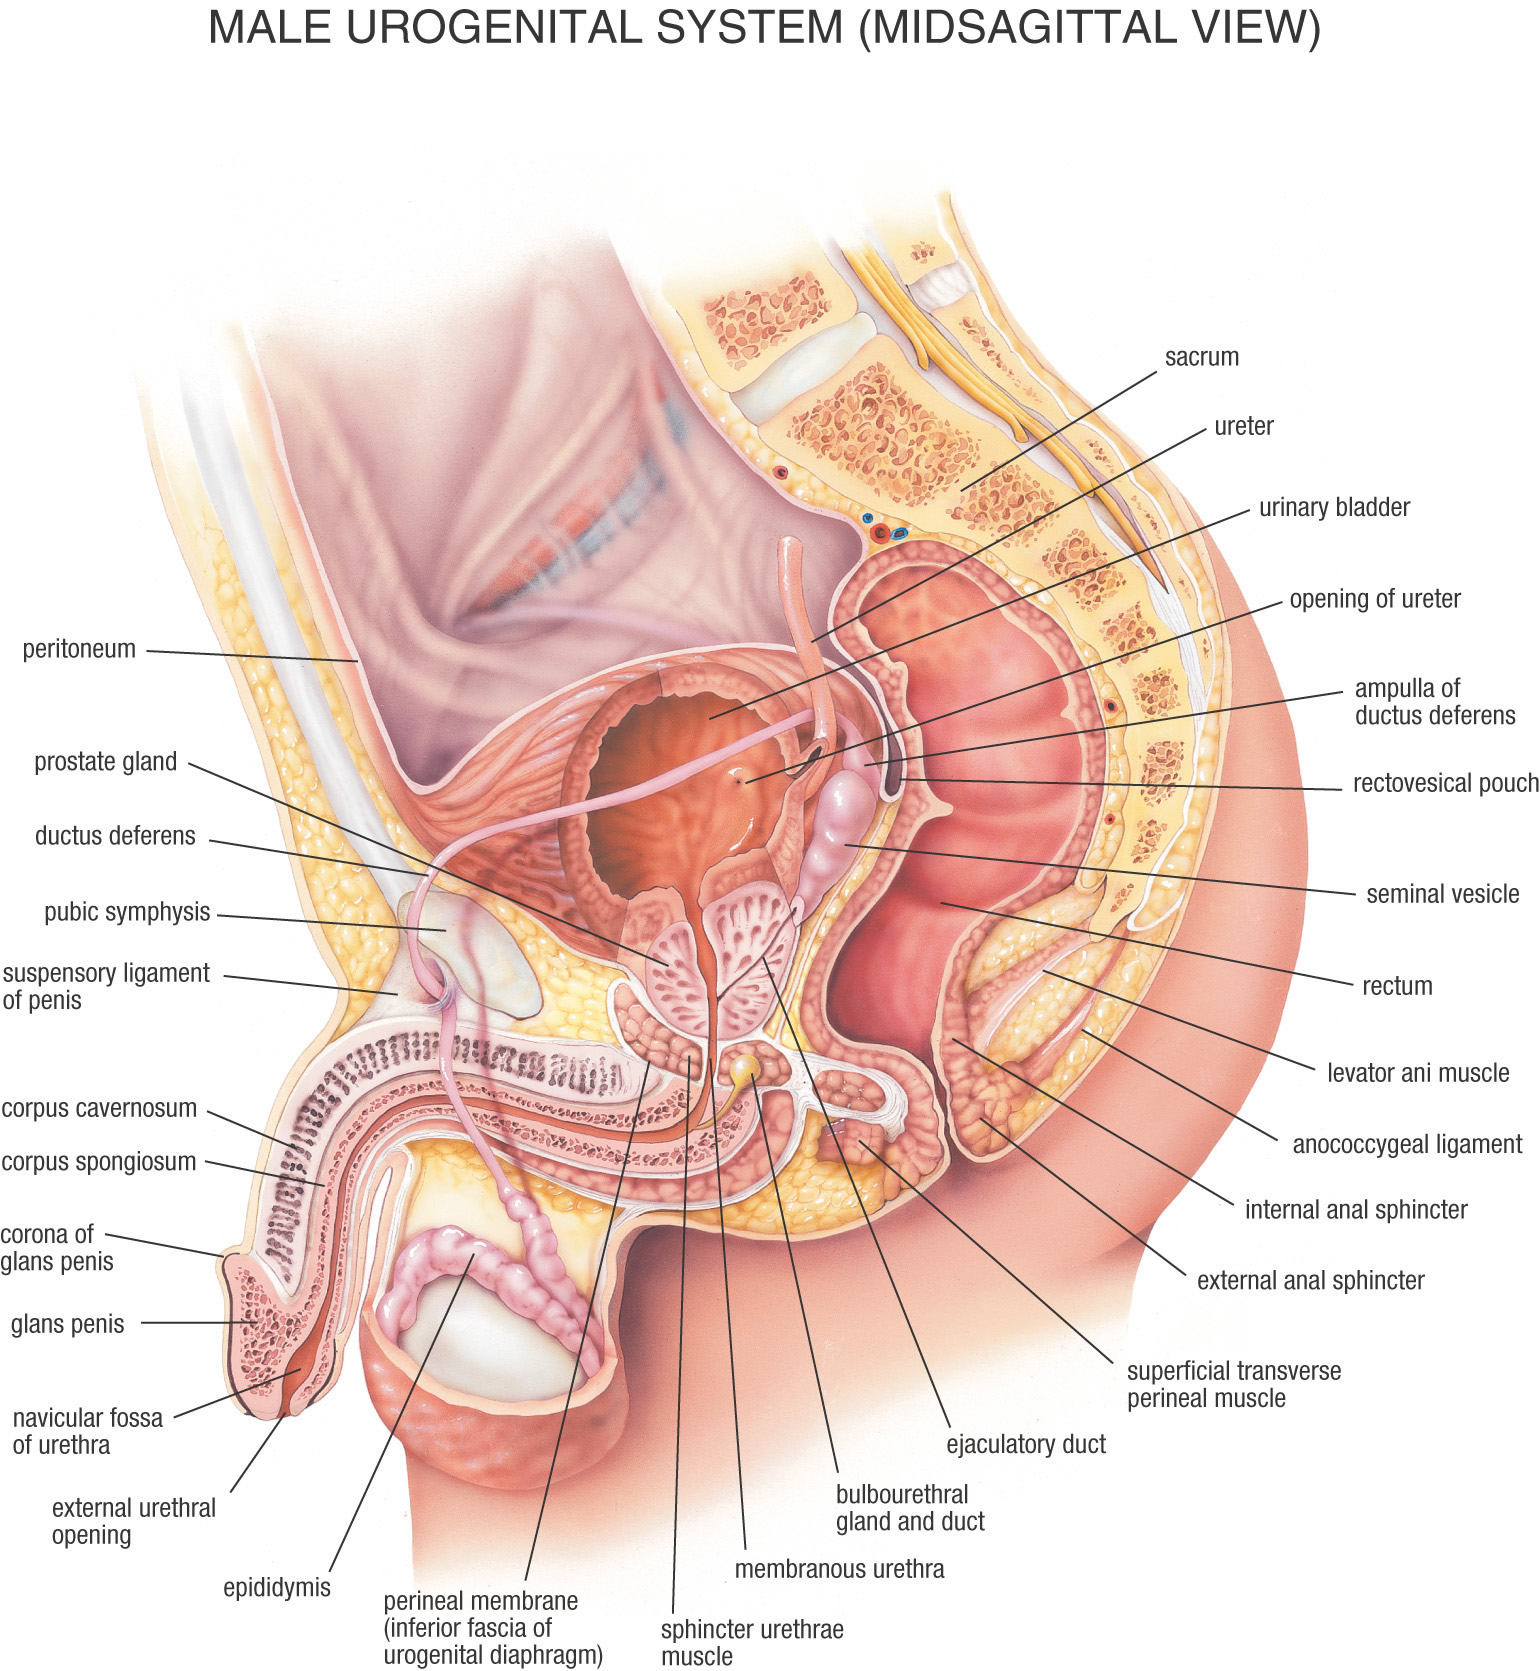 MALE UROGENITAL SYSTEM (MIDSAGITTAL VIEW)
sacrum
ureter
urinary bladder
opening of ureter
ampulla of
ductus deferens
rectovesical pouch
seminal vesicle
rectum
levator ani muscle
anococcygeal ligament
internal anal sphincter
external anal sphincter
superficial transverse
perineal muscle
ejaculatory duct
bulbourethral
gland and duct
membranous urethra
sphincter urethrae
muscle
perineal membrane
(inferior fascia of
urogenital diaphragm)
epididymis
external urethral
opening
navicular fossa
of urethra
glans penis
corona of
glans penis
corpus spongiosum
corpus cavernosum
suspensory ligament
of penis
pubic symphysis
ductus deferens
prostate gland
peritoneum